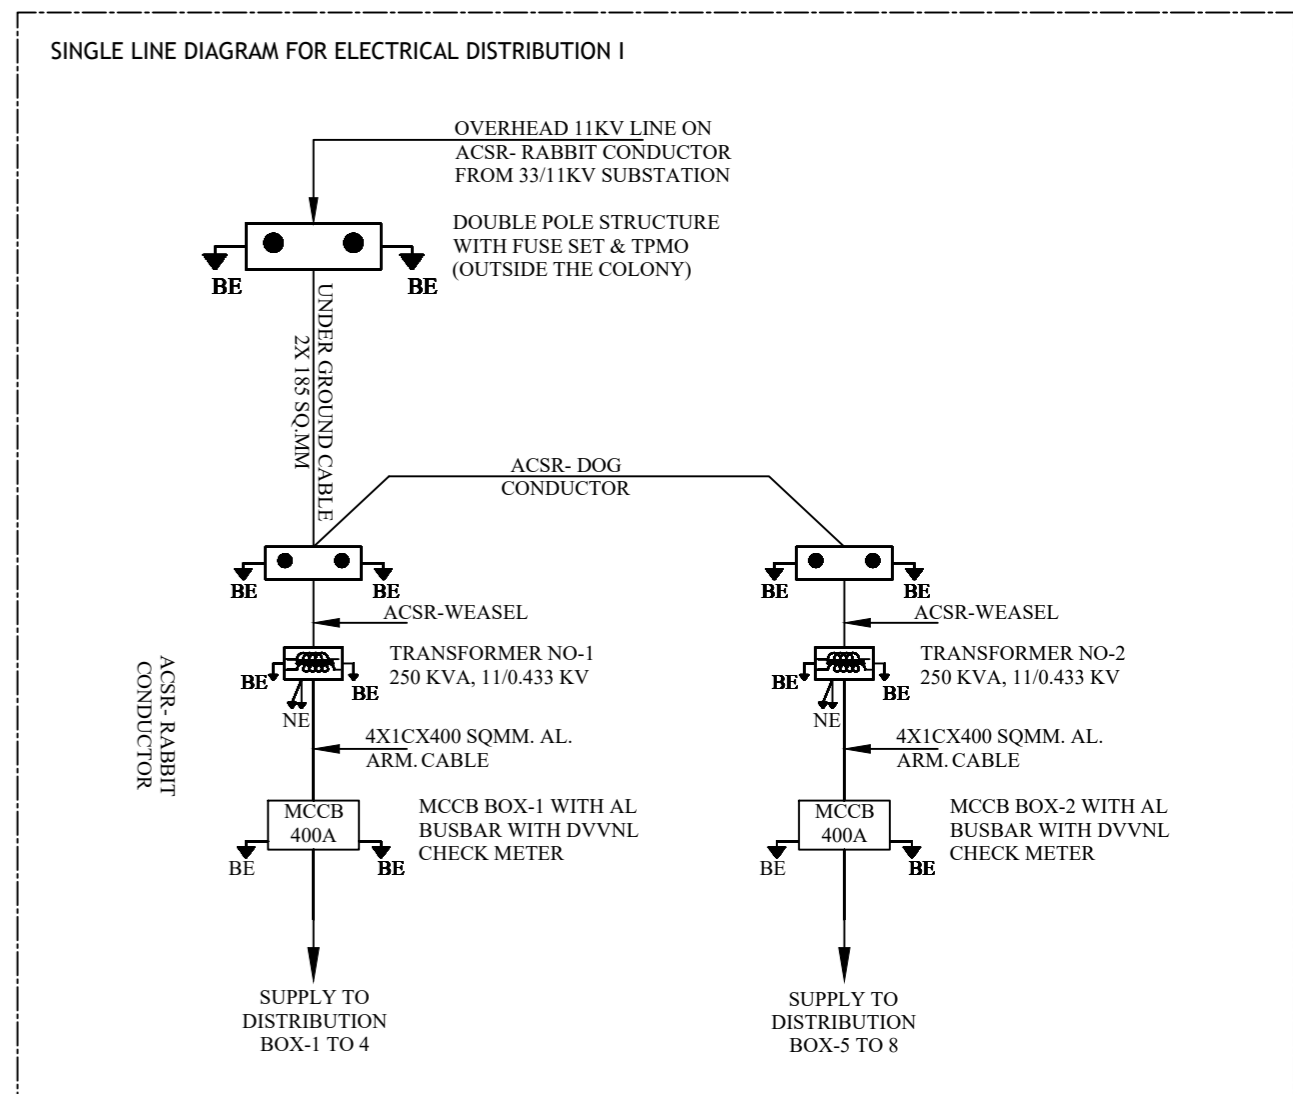 SINGLE LINE DIAGRAM FOR ELECTRICAL DISTRIBUTION I
OVERHEAD 11KV LINE ON
ACSR- RABBIT CONDUCTOR
FROM 33/11KV SUBSTATION
DOUBLE POLE STRUCTURE
WITH FUSE SET & TPMO
(OUTSIDE THE COLONY)
BE
BE
UNDER GROUND CABLE
2X 185 SQ.MM
ACSR- DOG
CONDUCTOR
BE
BE
BE
BE
ACSR-WEASEL
ACSR-WEASEL
TRANSFORMER NO-1
250 KVA, 11/0.433 KV
BE
BE
NE
TRANSFORMER NO-2
250 KVA, 11/0.433 KV
BE
BE
NE
ACSR- RABBIT
CONDUCTOR
4X1CX400 SQMM. AL.
ARM. CABLE
4X1CX400 SQMM. AL.
ARM. CABLE
MCCB
400A
MCCB BOX-1 WITH AL
BUSBAR WITH DVVNL
CHECK METER
BE
BE
MCCB
400A
MCCB BOX-2 WITH AL
BUSBAR WITH DVVNL
CHECK METER
BE
BE
SUPPLY TO
DISTRIBUTION
BOX-1 TO 4
SUPPLY TO
DISTRIBUTION
BOX-5 TO 8